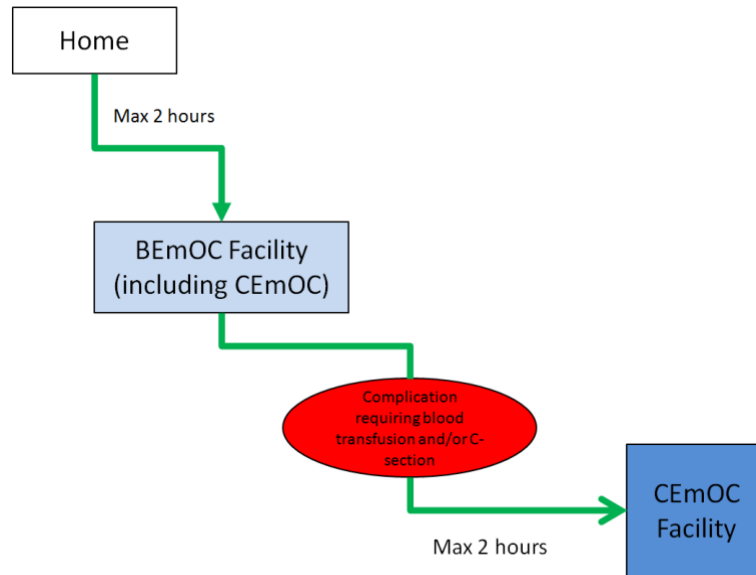 Home
Max 2 hours
BEmOC Facility
(including CEmOC)
Complication
requiring blood
transfusion and/or C-
section
CEmOC
Facility
Max 2 hours